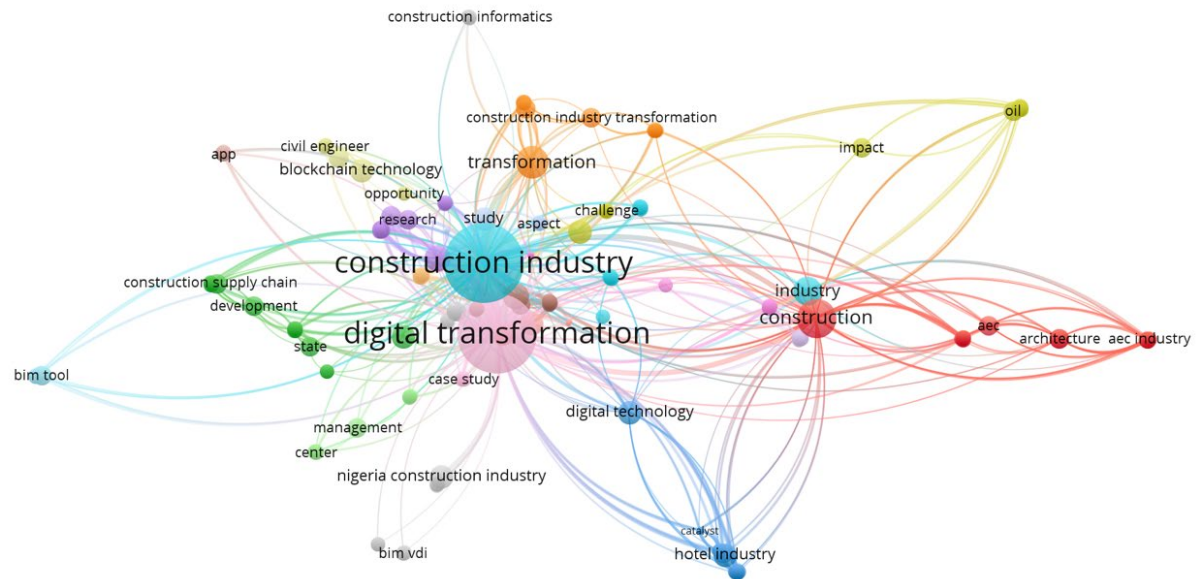 construction informatics
oil
construction industry transformation
civil engineer
impact
app
transformation
blockchain technology
opportunity
challenge
study
research
aspect
construction industry
construction supply chain
industry
development
construction
aec
digital transformation
architecture
aec industry
state
bim tool
case study
digital technology
management
center
nigeria construction industry
catalyst
bim vdi
hotel industry